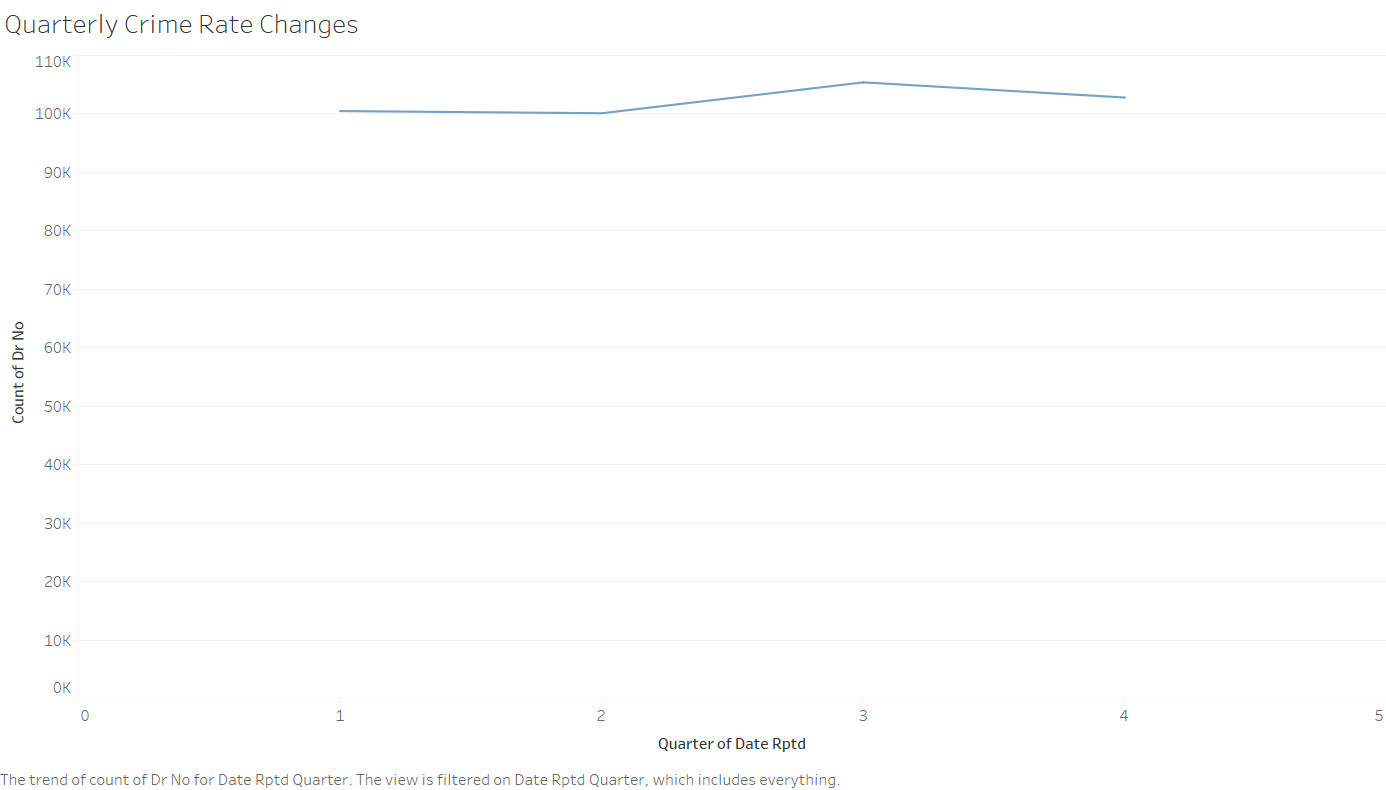 Quarterly Crime Rate Changes
110K
100K
90K
80K
70K
60K
50K
40K
30K
20K
10K
0K
Count of Dr No
0 1 2 3 4 5
Quarter of Date Rptd
The trend of count of Dr No for Date Rptd Quarter. The view is filtered on Date Rptd Quarter, which includes everything.